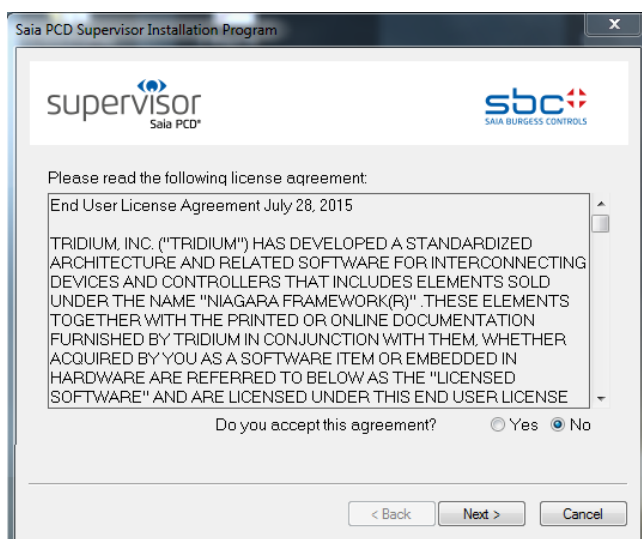 Saia PCD Supervisor Installation Program
x
supervisor
Saia PCD®
sbc
SAIA BURGESS CONTROLS
Please read the following license agreement:
End User License Agreement July 28, 2015
TRIDIUM, INC. ("TRIDIUM") HAS DEVELOPED A STANDARDIZED
ARCHITECTURE AND RELATED SOFTWARE FOR INTERCONNECTING
DEVICES AND CONTROLLERS THAT INCLUDES ELEMENTS SOLD
UNDER THE NAME "NIAGARA FRAMEWORK(R)" .THESE ELEMENTS
TOGETHER WITH THE PRINTED OR ONLINE DOCUMENTATION
FURNISHED BY TRIDIUM IN CONJUNCTION WITH THEM, WHETHER
ACQUIRED BY YOU AS A SOFTWARE ITEM OR EMBEDDED IN
HARDWARE ARE REFERRED TO BELOW AS THE "LICENSED
SOFTWARE" AND ARE LICENSED UNDER THIS END USER LICENSE
Do you accept this agreement? Yes No
< Back Next > Cancel